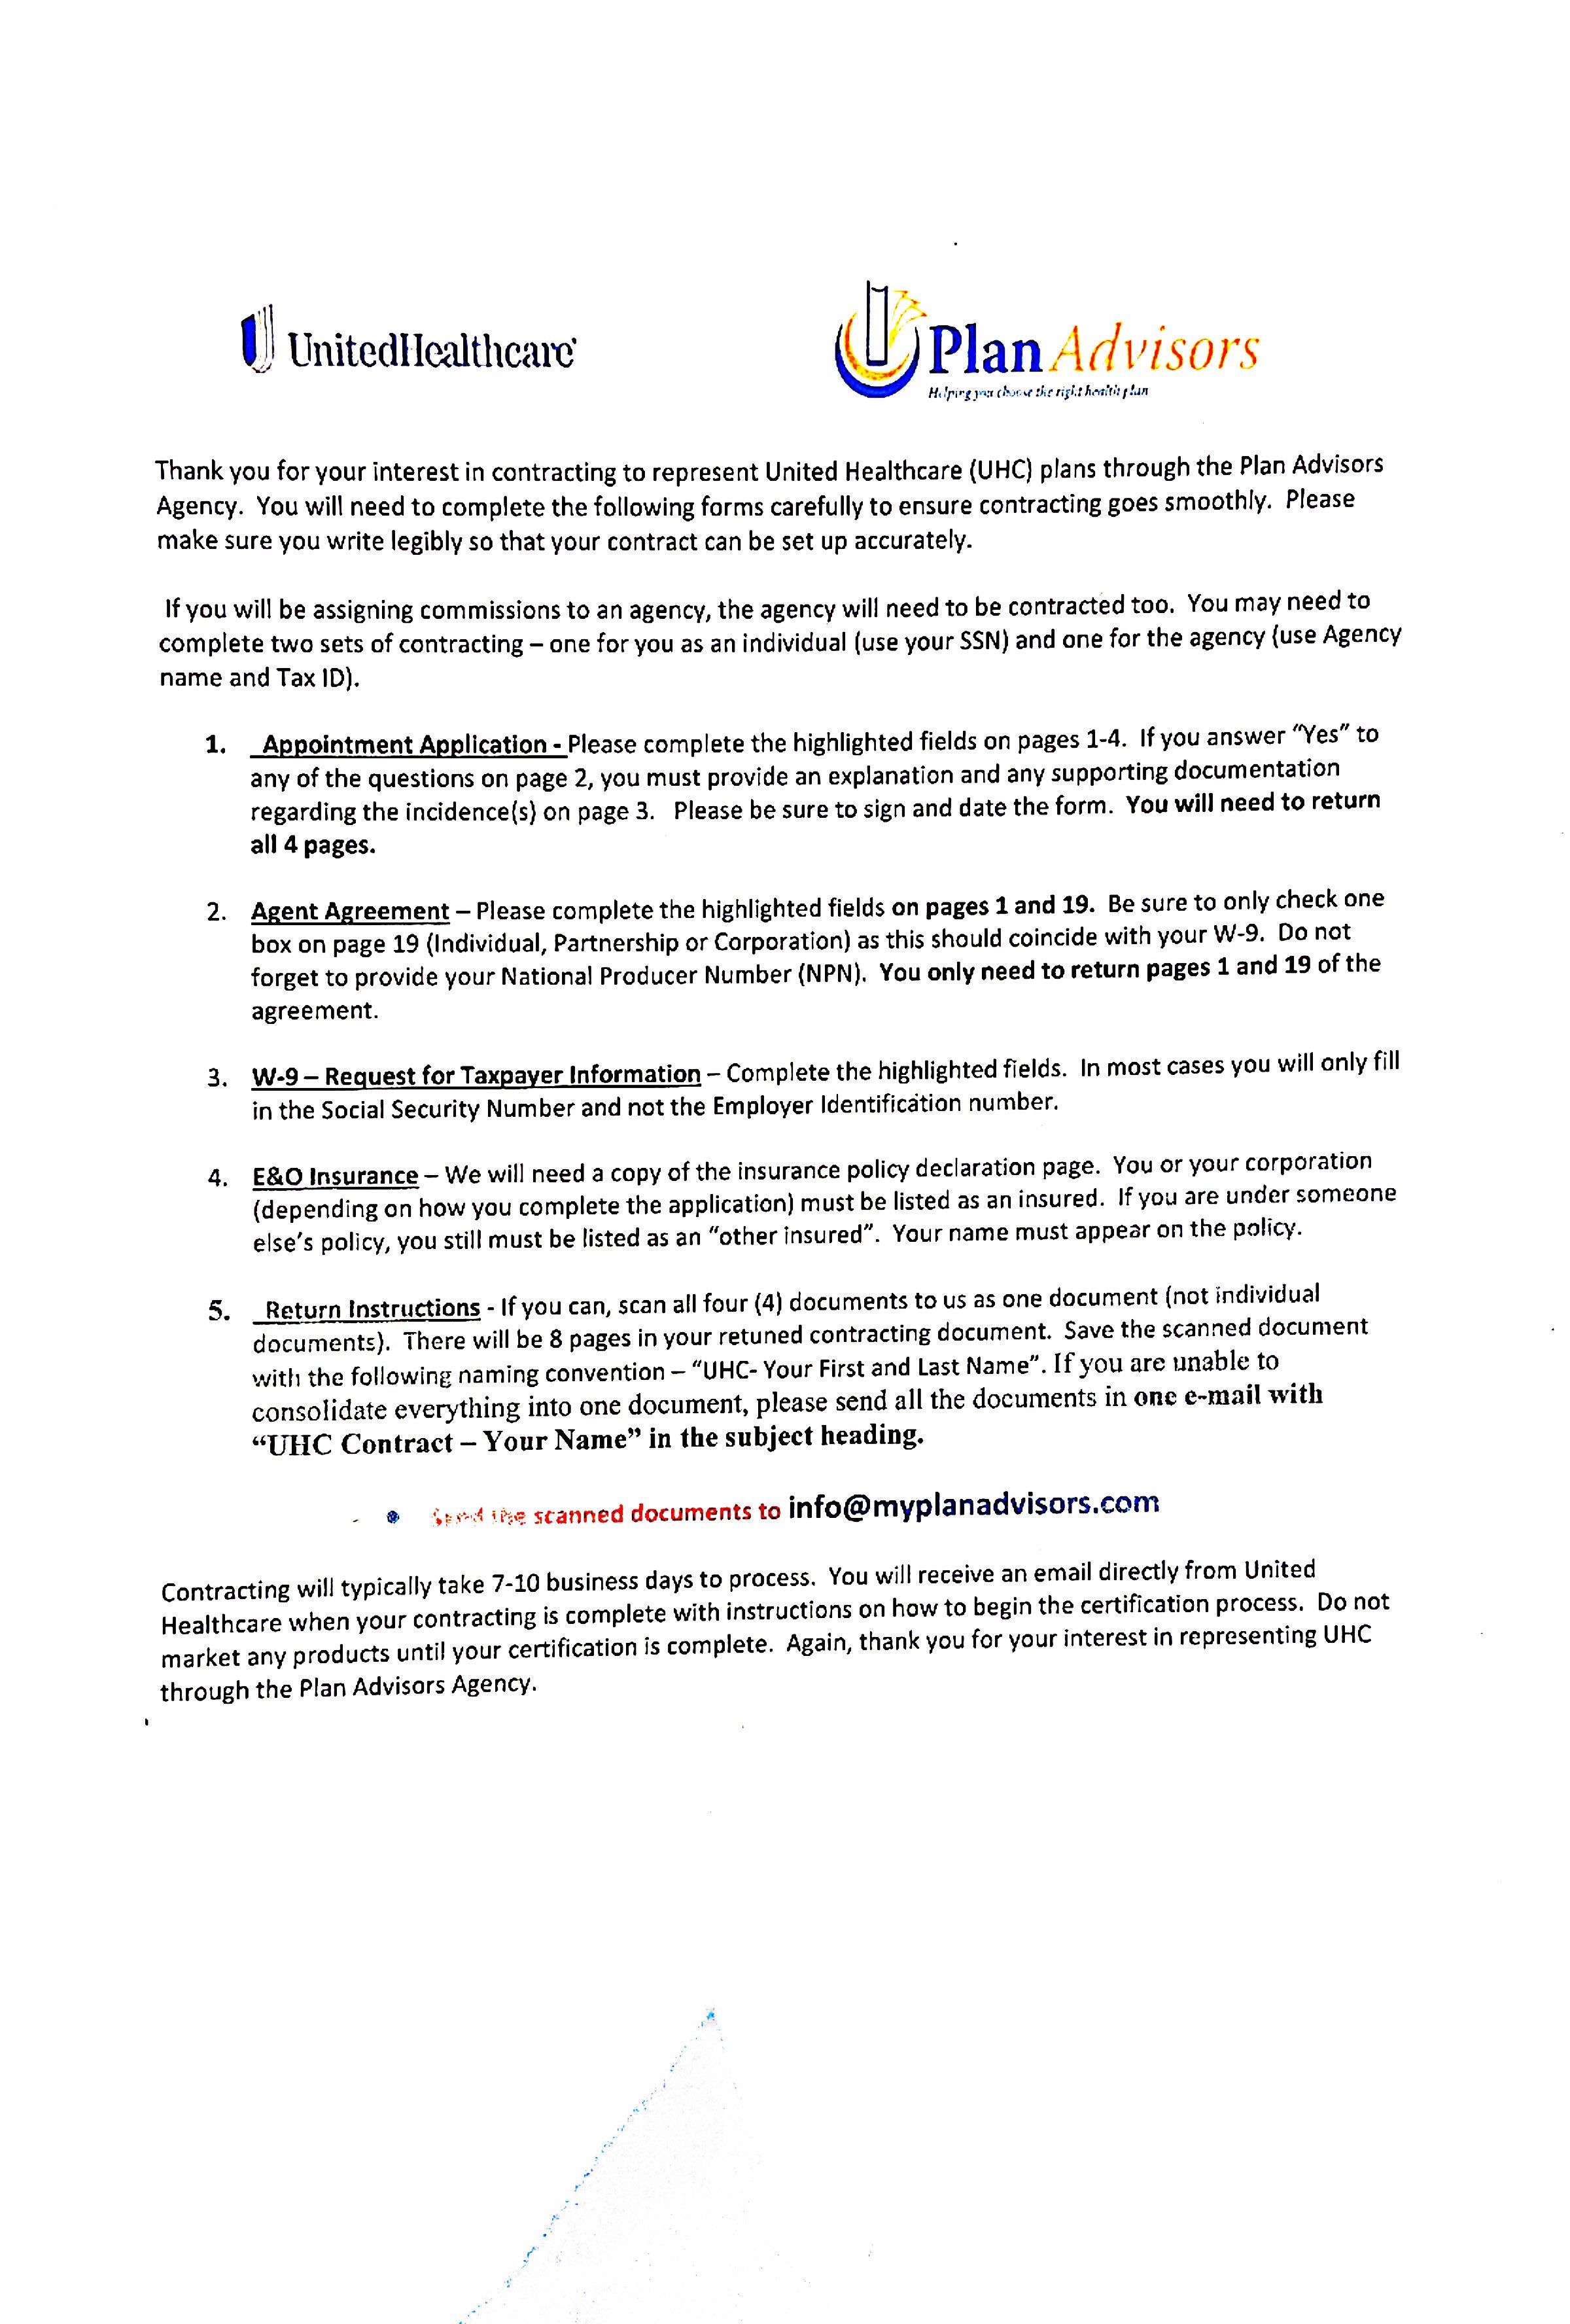 UnitedHealthcare
Plan Advisors
Helping you choose the right health plan
Thank you for your interest in contracting to represent United Healthcare (UHC) plans through the Plan Advisors
Agency. You will need to complete the following forms carefully to ensure contracting goes smoothly. Please
make sure you write legibly so that your contract can be set up accurately.
If you will be assigning commissions to an agency, the agency will need to be contracted too. You may need to
complete two sets of contracting – one for you as an individual (use your SSN) and one for the agency (use Agency
name and Tax ID).
1. Appointment Application - Please complete the highlighted fields on pages 1-4. If you answer “Yes” to
any of the questions on page 2, you must provide an explanation and any supporting documentation
regarding the incidence(s) on page 3. Please be sure to sign and date the form. You will need to return
all 4 pages.
2. Agent Agreement – Please complete the highlighted fields on pages 1 and 19. Be sure to only check one
box on page 19 (Individual, Partnership or Corporation) as this should coincide with your W-9. Do not
forget to provide your National Producer Number (NPN). You only need to return pages 1 and 19 of the
agreement.
3. W-9 – Request for Taxpayer Information – Complete the highlighted fields. In most cases you will only fill
in the Social Security Number and not the Employer Identification number.
4. E&O Insurance – We will need a copy of the insurance policy declaration page. You or your corporation
(depending on how you complete the application) must be listed as an insured. If you are under someone
else’s policy, you still must be listed as an “other insured”. Your name must appear on the policy.
5. Return Instructions - If you can, scan all four (4) documents to us as one document (not individual
documents). There will be 8 pages in your retuned contracting document. Save the scanned document
with the following naming convention – “UHC- Your First and Last Name”. If you are unable to
consolidate everything into one document, please send all the documents in one e-mail with
“UHC Contract – Your Name” in the subject heading.
• Send the scanned documents to info@myplanadvisors.com
Contracting will typically take 7-10 business days to process. You will receive an email directly from United
Healthcare when your contracting is complete with instructions on how to begin the certification process. Do not
market any products until your certification is complete. Again, thank you for your interest in representing UHC
through the Plan Advisors Agency.